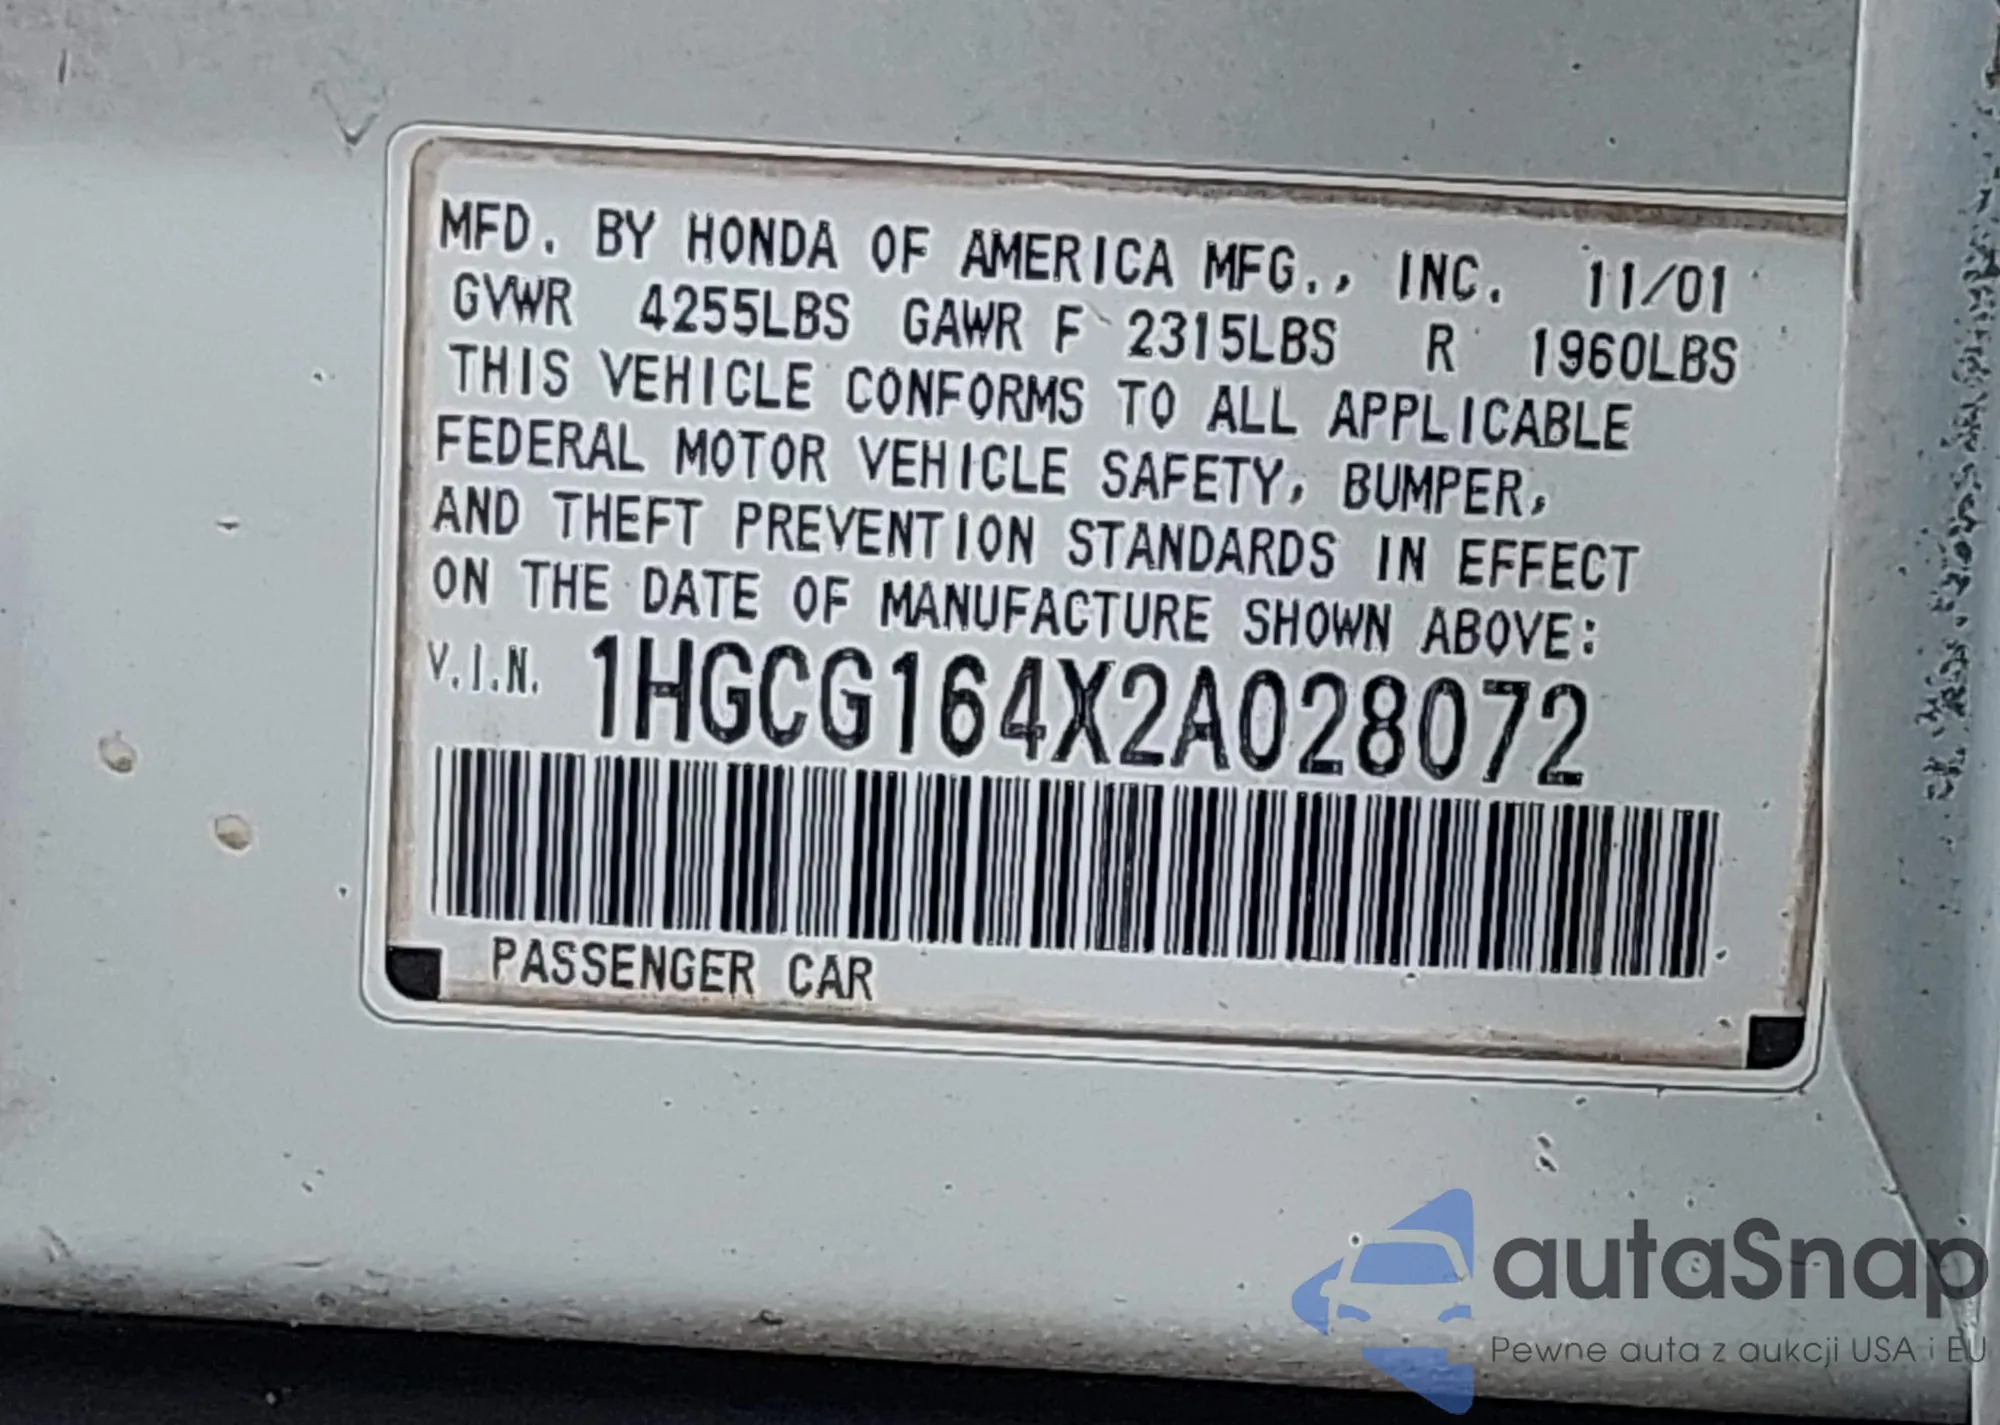 MFD. BY HONDA OF AMERICA MFG., INC. 11/01
GVWR 4255LBS GAWR F 2315LBS R 1960LBS
THIS VEHICLE CONFORMS TO ALL APPLICABLE
FEDERAL MOTOR VEHICLE SAFETY, BUMPER,
AND THEFT PREVENTION STANDARDS IN EFFECT
ON THE DATE OF MANUFACTURE SHOWN ABOVE:
V.I.N. 1HGCG164X2A028072
PASSENGER CAR
autaSnap
Pewne auta z aukcji USA i EU